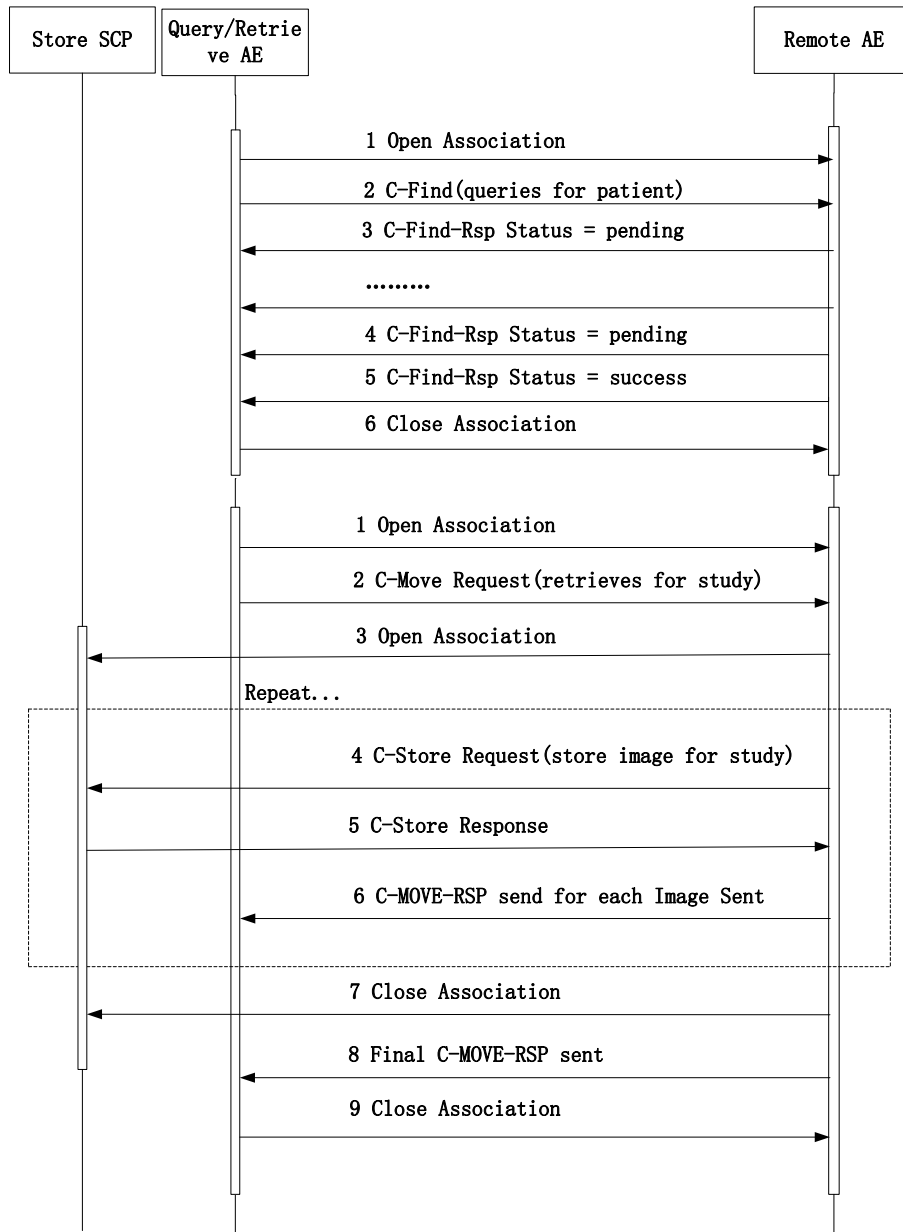 Store SCP
Query/Retrie
ve AE
Remote AE
1 Open Association
2 C-Find(queries for patient)
3 C-Find-Rsp Status = pending
………
4 C-Find-Rsp Status = pending
5 C-Find-Rsp Status = success
6 Close Association
1 Open Association
2 C-Move Request(retrieves for study)
3 Open Association
Repeat...
4 C-Store Request(store image for study)
5 C-Store Response
6 C-MOVE-RSP send for each Image Sent
7 Close Association
8 Final C-MOVE-RSP sent
9 Close Association